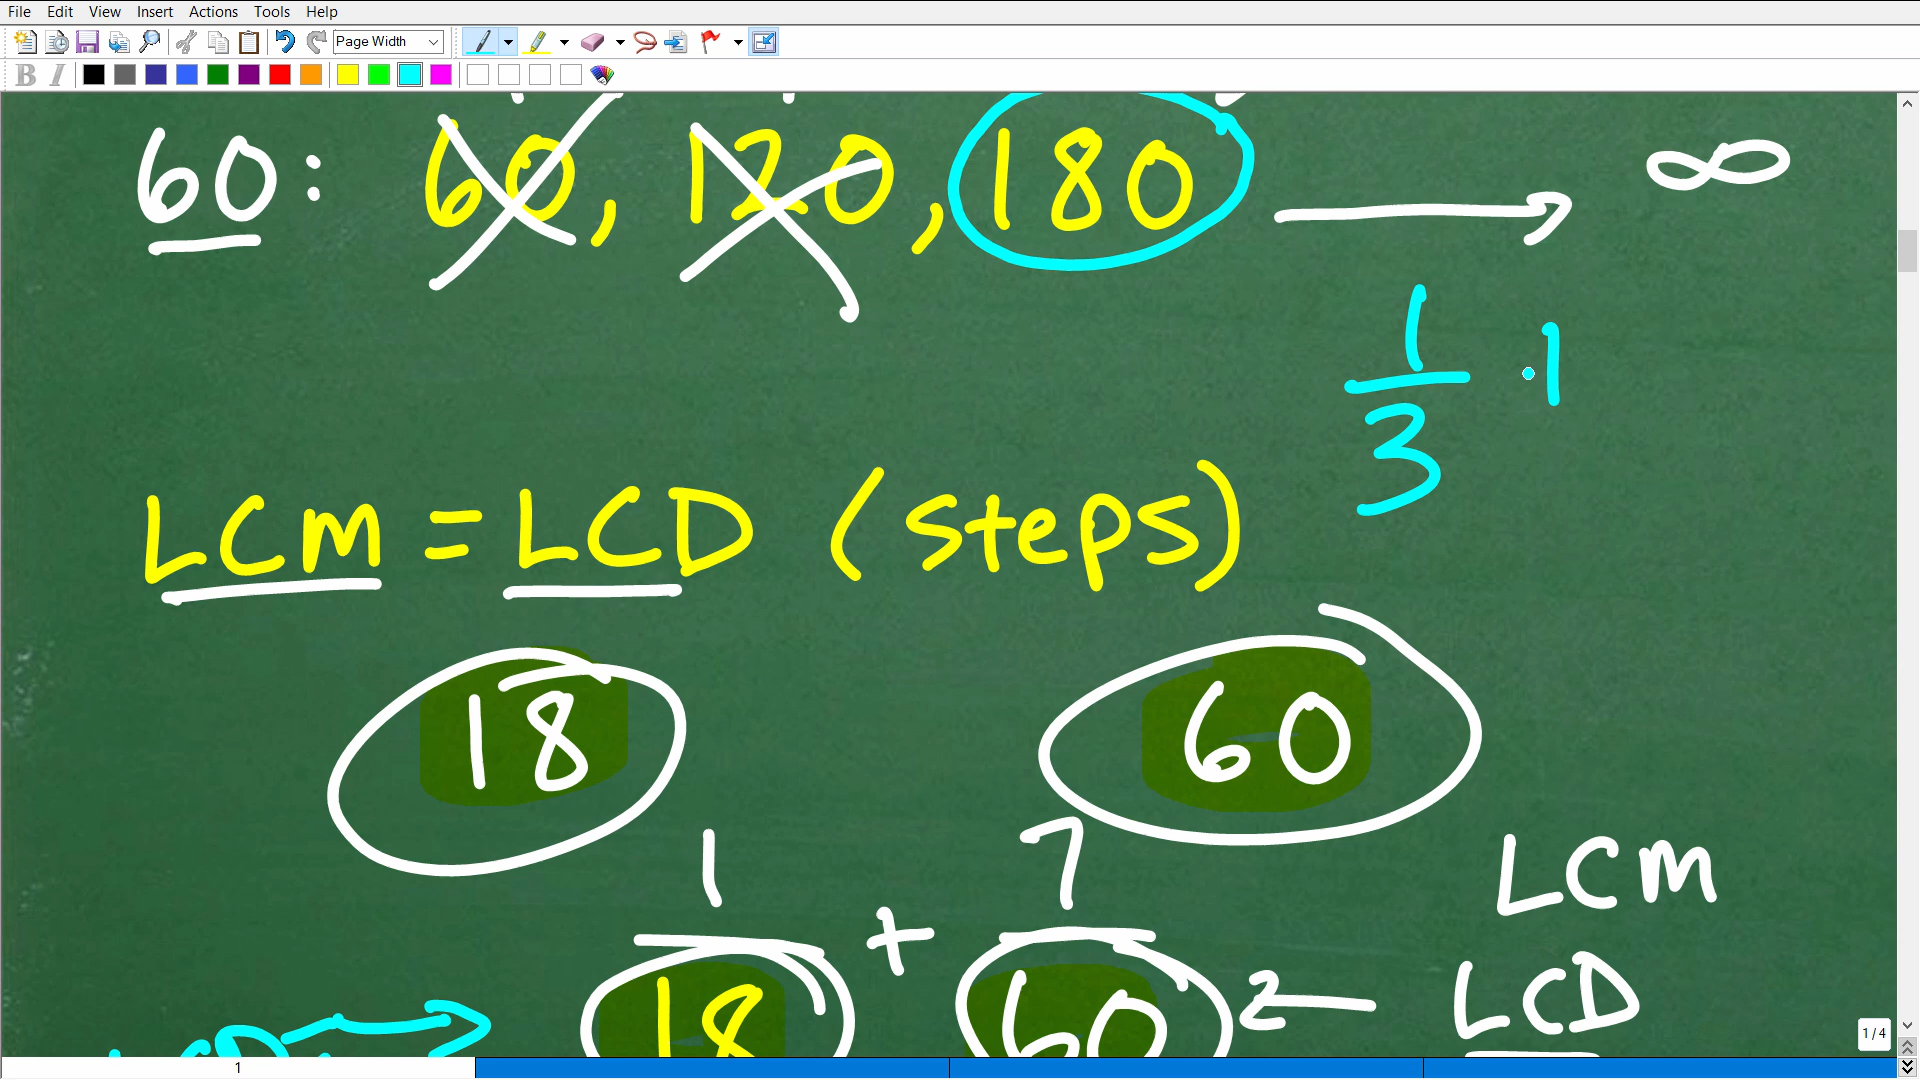 File Edit View Insert Actions Tools Help
Page Width
B I
60: 60, 120, 180 → ∞
1
3
1
LCM = LCD (steps)
18 60
1 + 7
18 60
LCM
LCD
1 / 4
1